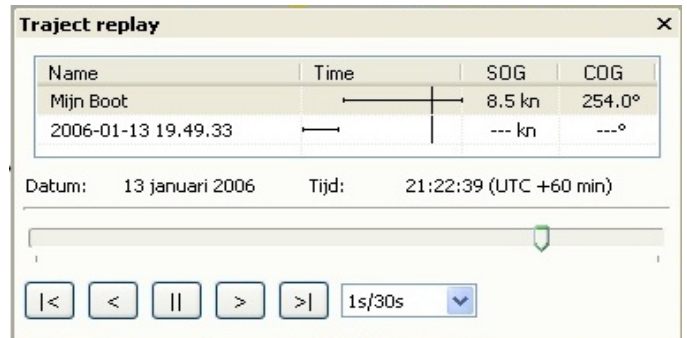 Traject replay
Name Time SOG COG
Mijn Boot 8.5 kn 254.0°
2006-01-13 19.49.33 --- kn ---°
Datum: 13 januari 2006 Tijd: 21:22:39 (UTC +60 min)
|< < || > >| 1s/30s